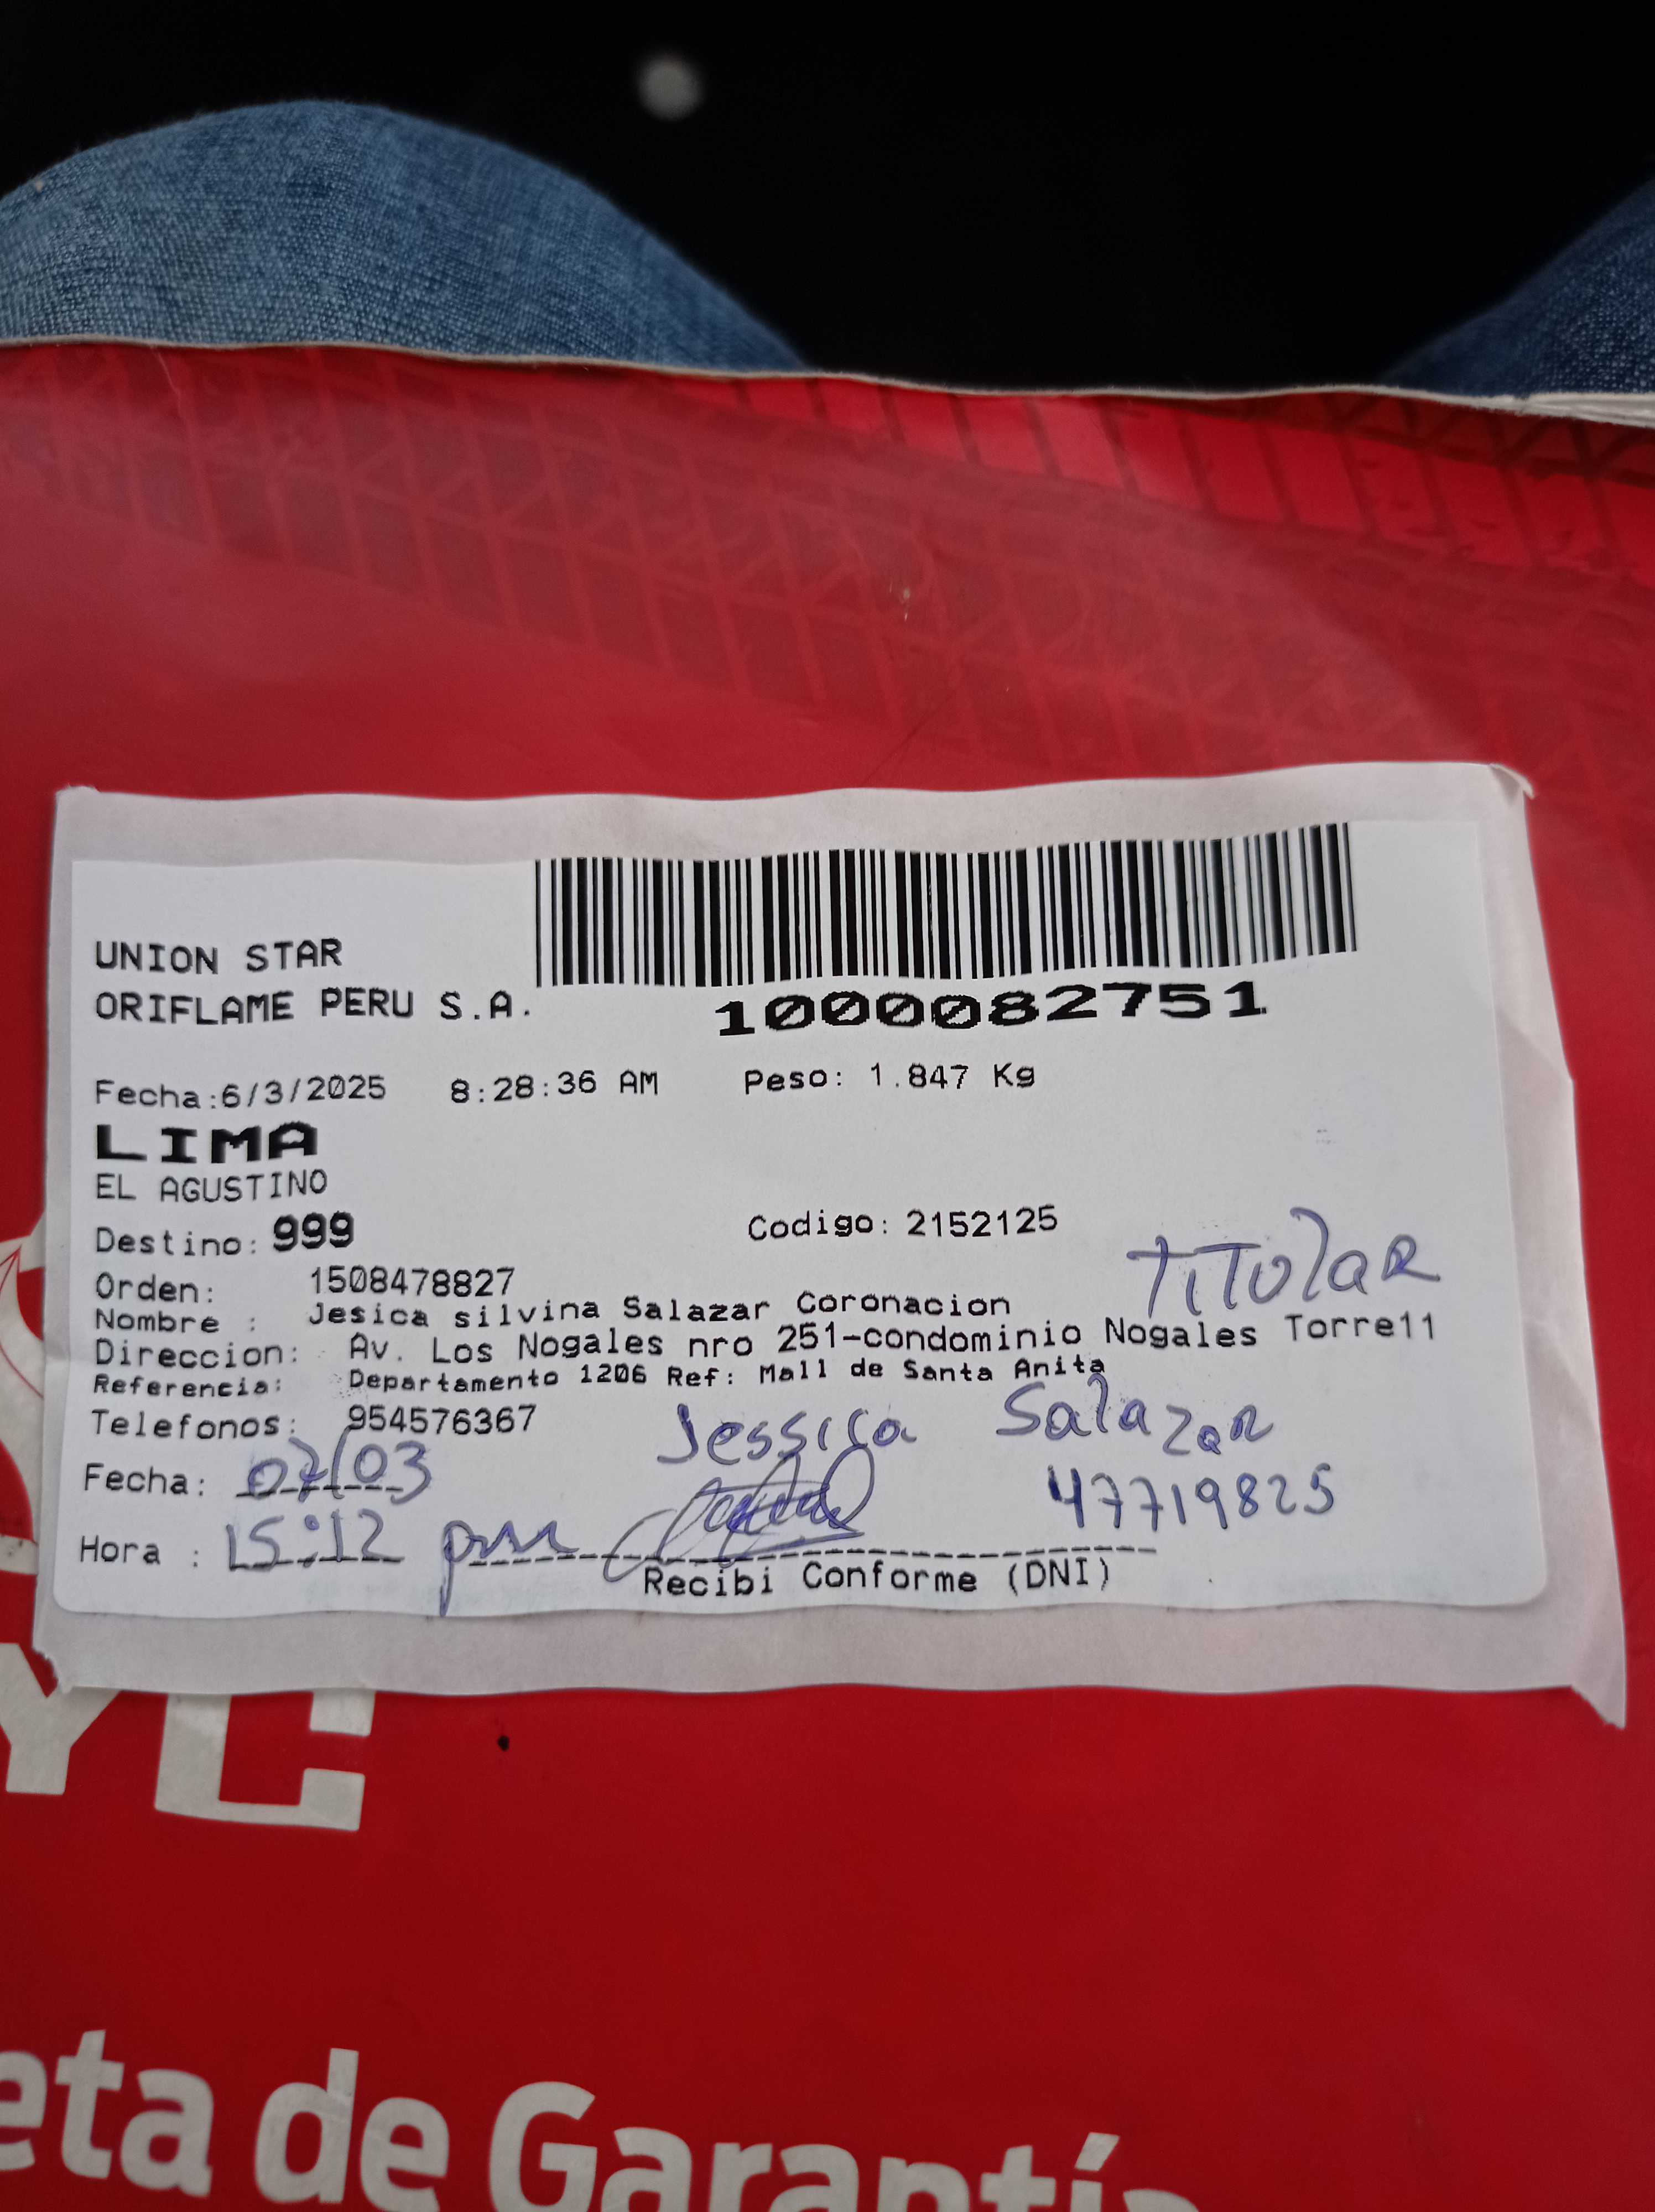 UNION STAR
ORIFLAME PERU S.A.
1000082751
Fecha:6/3/2025 8:28:36 AM Peso: 1.847 Kg
LIMA
EL AGUSTINO
Destino: 999 Codigo: 2152125
TITULAR
Orden: 1508478827
Nombre : Jesica silvina Salazar Coronacion
Direccion: Av. Los Nogales nro 251-condominio Nogales Torre11
Referencia: Departamento 1206 Ref: Mall de Santa Anita
Telefonos: 954576367
Jessica Salazar
Fecha: 07/03
47719825
Hora : 15:12 pm
Recibi Conforme (DNI)
YC
eta de Garantía